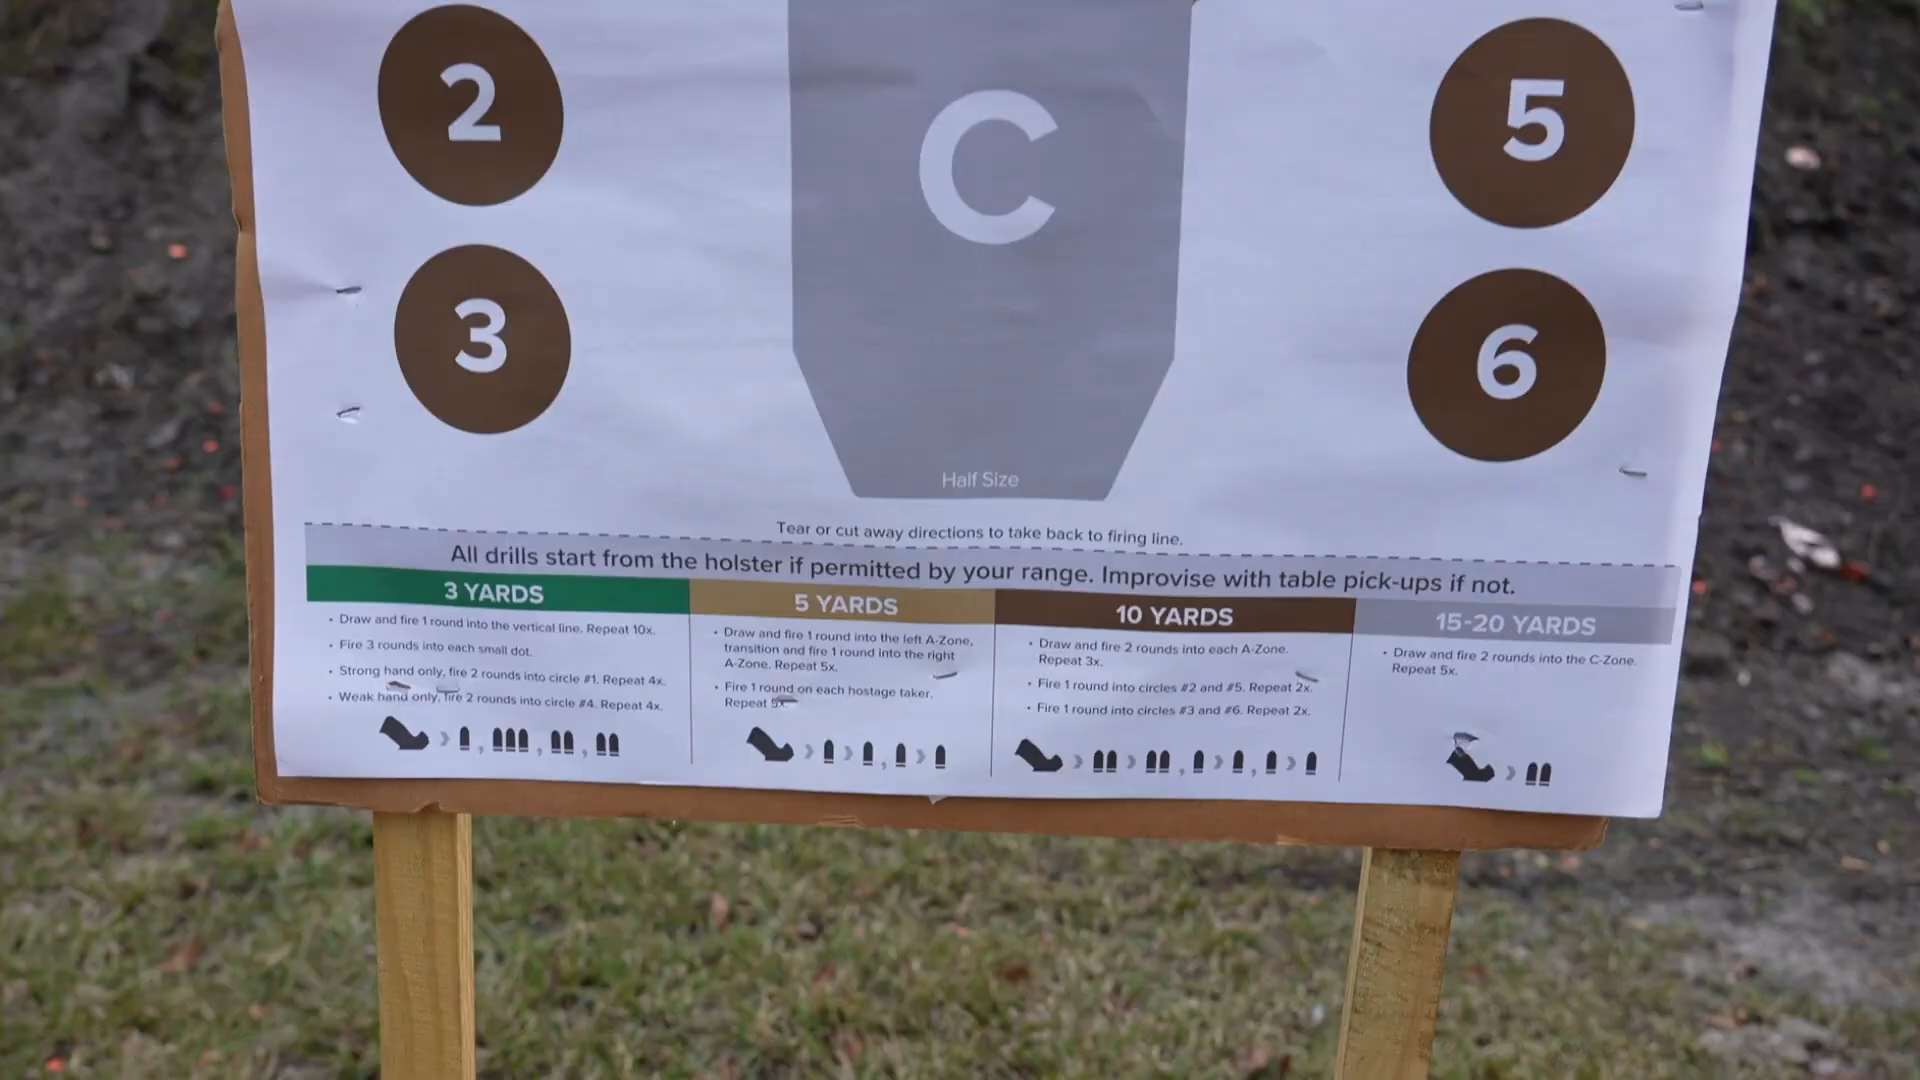 2
C
5
3
6
Half Size
Tear or cut away directions to take back to firing line.
All drills start from the holster if permitted by your range. Improvise with table pick-ups if not.
3 YARDS
• Draw and fire 1 round into the vertical line. Repeat 10x.
• Fire 3 rounds into each small dot.
• Strong hand only, fire 2 rounds into circle #1. Repeat 4x.
• Weak hand only, fire 2 rounds into circle #4. Repeat 4x.
5 YARDS
• Draw and fire 1 round into the left A-Zone,
transition and fire 1 round into the right
A-Zone. Repeat 5x.
• Fire 1 round on each hostage taker.
Repeat 5x.
10 YARDS
• Draw and fire 2 rounds into each A-Zone.
Repeat 3x.
• Fire 1 round into circles #2 and #5. Repeat 2x.
• Fire 1 round into circles #3 and #6. Repeat 2x.
15-20 YARDS
• Draw and fire 2 rounds into the C-Zone.
Repeat 5x.